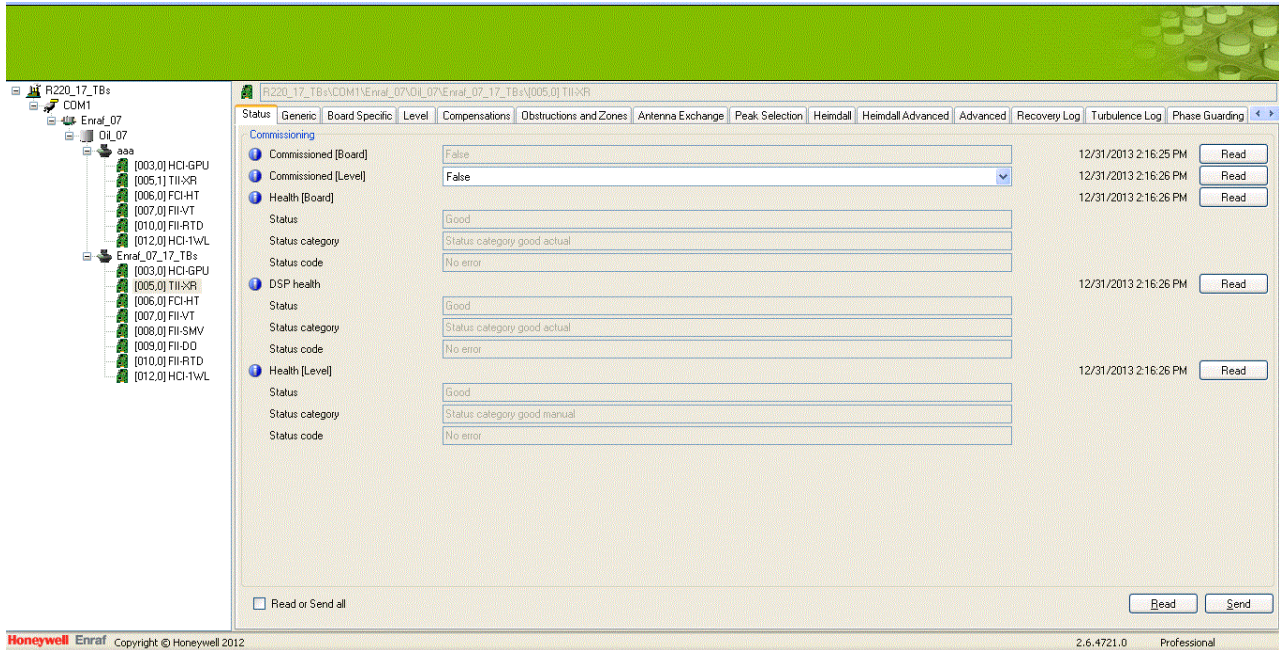 R220_17_TBs
COM1
Enraf_07
Oil_07
aaa
[003,0] HCI-GPU
[005,1] TII-XR
[006,0] FCI-HT
[007,0] FII-VT
[010,0] FII-RTD
[012,0] HCI-1WL
Enraf_07_17_TBs
[003,0] HCI-GPU
[005,0] TII-XR
[006,0] FCI-HT
[007,0] FII-VT
[008,0] FII-SMV
[009,0] FII-DO
[010,0] FII-RTD
[012,0] HCI-1WL
R220_17_TBs\COM1\Enraf_07\Oil_07\Enraf_07_17_TBs\[005,0] TII-XR
Status Generic Board Specific Level Compensations Obstructions and Zones Antenna Exchange Peak Selection Heimdall Heimdall Advanced Advanced Recovery Log Turbulence Log Phase Guarding
Commissioning
Commissioned [Board] False 12/31/2013 2:16:25 PM Read
Commissioned [Level] False 12/31/2013 2:16:26 PM Read
Health [Board] 12/31/2013 2:16:26 PM Read
Status Good
Status category Status category good actual
Status code No error
DSP health 12/31/2013 2:16:26 PM Read
Status Good
Status category Status category good actual
Status code No error
Health [Level] 12/31/2013 2:16:26 PM Read
Status Good
Status category Status category good manual
Status code No error
Read or Send all Read Send
Honeywell Enraf Copyright © Honeywell 2012 2.6.4721.0 Professional